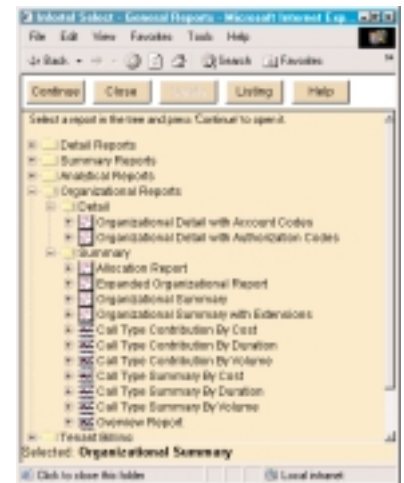 Infortel Select - General Reports - Microsoft Internet Exp...
File Edit View Favorites Tools Help
Back Search Favorites
Continue Close Listing Help
Select a report in the tree and press 'Continue' to open it.
Detail Reports
Summary Reports
Analytical Reports
Organizational Reports
Detail
Organizational Detail with Account Codes
Organizational Detail with Authorization Codes
Summary
Allocation Report
Expanded Organizational Report
Organizational Summary
Organizational Summary with Extensions
Call Type Contribution By Cost
Call Type Contribution By Duration
Call Type Contribution By Volume
Call Type Summary By Cost
Call Type Summary By Duration
Call Type Summary By Volume
Overview Report
Tenant Billing
Selected: Organizational Summary
Click to close this folder Local intranet